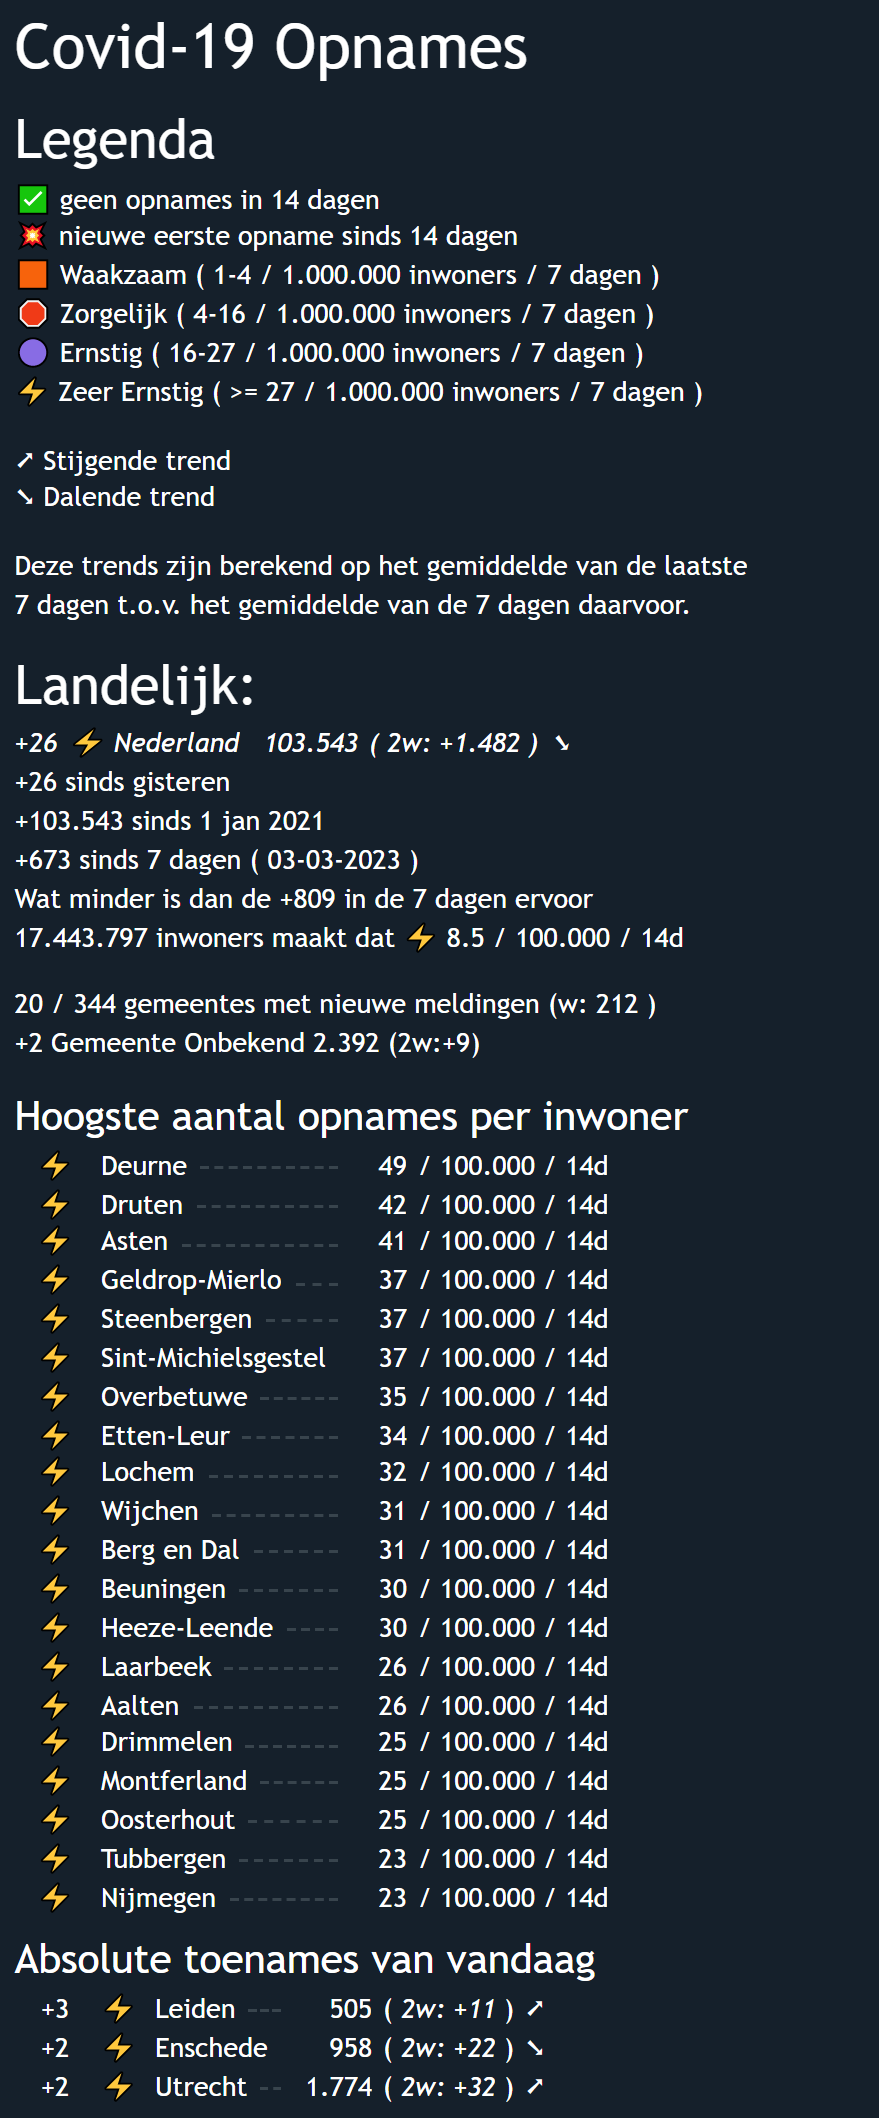 Covid-19 Opnames
Legenda
✅ geen opnames in 14 dagen
💥 nieuwe eerste opname sinds 14 dagen
🟧 Waakzaam ( 1-4 / 1.000.000 inwoners / 7 dagen )
🛑 Zorgelijk ( 4-16 / 1.000.000 inwoners / 7 dagen )
🟣 Ernstig ( 16-27 / 1.000.000 inwoners / 7 dagen )
⚡ Zeer Ernstig ( >= 27 / 1.000.000 inwoners / 7 dagen )
➚ Stijgende trend
➘ Dalende trend
Deze trends zijn berekend op het gemiddelde van de laatste
7 dagen t.o.v. het gemiddelde van de 7 dagen daarvoor.
Landelijk:
+26 ⚡ Nederland 103.543 ( 2w: +1.482 ) ➘
+26 sinds gisteren
+103.543 sinds 1 jan 2021
+673 sinds 7 dagen ( 03-03-2023 )
Wat minder is dan de +809 in de 7 dagen ervoor
17.443.797 inwoners maakt dat ⚡ 8.5 / 100.000 / 14d
20 / 344 gemeentes met nieuwe meldingen (w: 212 )
+2 Gemeente Onbekend 2.392 (2w:+9)
Hoogste aantal opnames per inwoner
⚡ Deurne ---------- 49 / 100.000 / 14d
⚡ Druten ---------- 42 / 100.000 / 14d
⚡ Asten ----------- 41 / 100.000 / 14d
⚡ Geldrop-Mierlo --- 37 / 100.000 / 14d
⚡ Steenbergen ----- 37 / 100.000 / 14d
⚡ Sint-Michielsgestel 37 / 100.000 / 14d
⚡ Overbetuwe ------ 35 / 100.000 / 14d
⚡ Etten-Leur ------- 34 / 100.000 / 14d
⚡ Lochem --------- 32 / 100.000 / 14d
⚡ Wijchen --------- 31 / 100.000 / 14d
⚡ Berg en Dal ------ 31 / 100.000 / 14d
⚡ Beuningen ------- 30 / 100.000 / 14d
⚡ Heeze-Leende ---- 30 / 100.000 / 14d
⚡ Laarbeek -------- 26 / 100.000 / 14d
⚡ Aalten ---------- 26 / 100.000 / 14d
⚡ Drimmelen ------- 25 / 100.000 / 14d
⚡ Montferland ------ 25 / 100.000 / 14d
⚡ Oosterhout ------- 25 / 100.000 / 14d
⚡ Tubbergen ------- 23 / 100.000 / 14d
⚡ Nijmegen -------- 23 / 100.000 / 14d
Absolute toenames van vandaag
+3 ⚡ Leiden --- 505 ( 2w: +11 ) ➚
+2 ⚡ Enschede 958 ( 2w: +22 ) ➘
+2 ⚡ Utrecht -- 1.774 ( 2w: +32 ) ➚